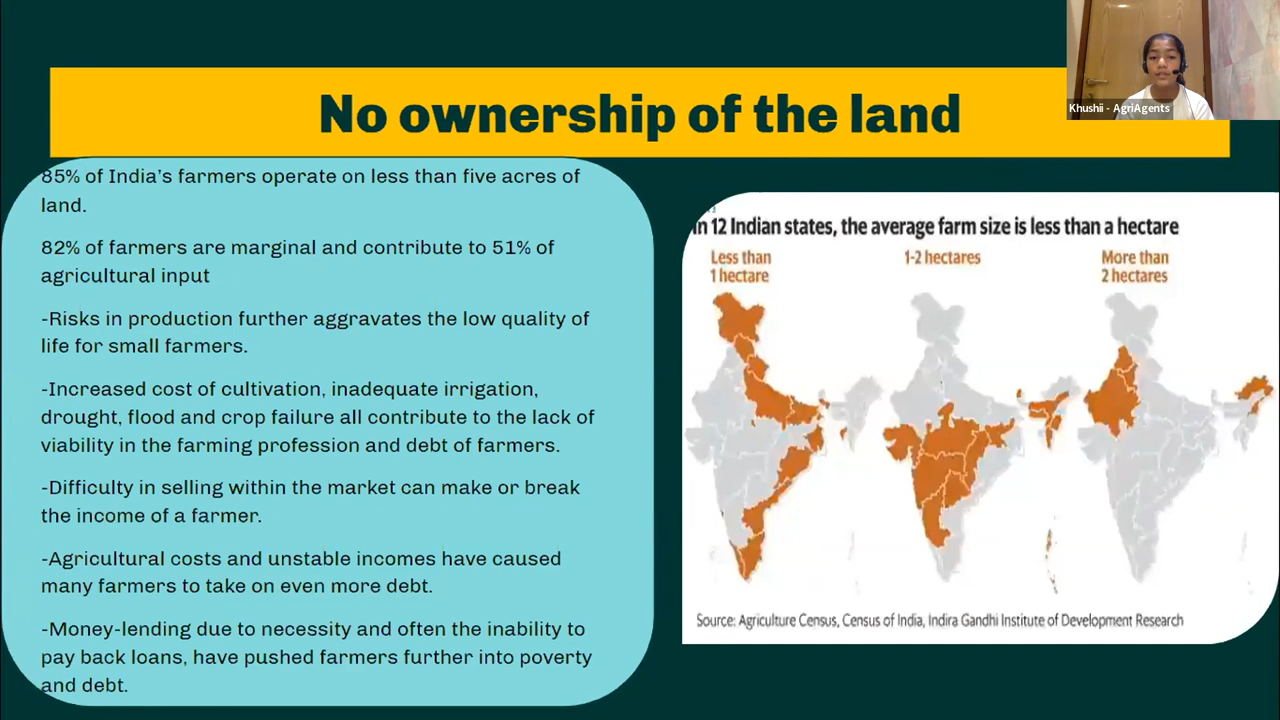 Khushii - AgriAgents
No ownership of the land
85% of India's farmers operate on less than five acres of
land.
82% of farmers are marginal and contribute to 51% of
agricultural input
-Risks in production further aggravates the low quality of
life for small farmers.
-Increased cost of cultivation, inadequate irrigation,
drought, flood and crop failure all contribute to the lack of
viability in the farming profession and debt of farmers.
-Difficulty in selling within the market can make or break
the income of a farmer.
-Agricultural costs and unstable incomes have caused
many farmers to take on even more debt.
-Money-lending due to necessity and often the inability to
pay back loans, have pushed farmers further into poverty
and debt.
In 12 Indian states, the average farm size is less than a hectare
Less than
1 hectare
1-2 hectares
More than
2 hectares
Source: Agriculture Census, Census of India, Indira Gandhi Institute of Development Research